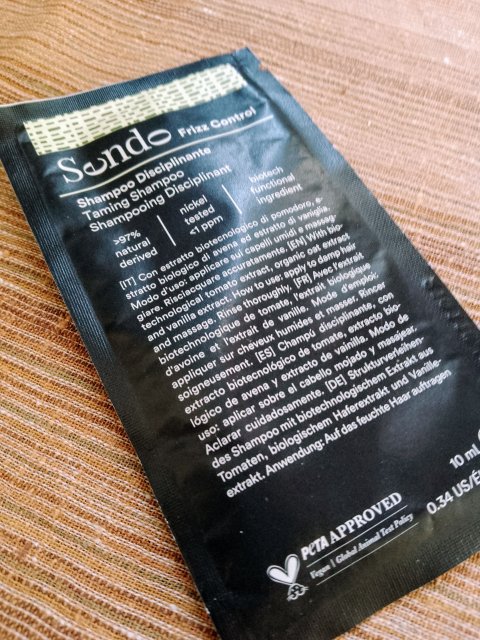 Sendo Frizz Control
Shampoo Disciplinante
Taming Shampoo
Shampooing Disciplinant
>97%
natural
derived
nickel
tested
<1 ppm
biotech
functional
ingredient
[IT] Con estratto biotecnologico di pomodoro, e-
stratto biologico di avena ed estratto di vaniglia.
Modo d'uso: applicare sui capelli umidi e massag-
giare. Risciacquare accuratamente. [EN] With bio-
technological tomato extract, organic oat extract
and vanilla extract. How to use: apply to damp hair
and massage. Rinse thoroughly. [FR] Avec l'extrait
biotechnologique de tomate, l'extrait biologique
d'avoine et l'extrait de vanille. Mode d'emploi:
appliquer sur cheveux humides et masser. Rincer
soigneusement. [ES] Champú disciplinante, con
extracto biotecnológico de tomate, extracto bio-
lógico de avena y extracto de vainilla. Modo de
uso: aplicar sobre el cabello mojado y masajear.
Aclarar cuidadosamente. [DE] Strukturverleihen-
des Shampoo mit biotechnologischem Extrakt aus
Tomaten, biologischem Haferextrakt und Vanille-
extrakt. Anwendung: Auf das feuchte Haar auftragen
10 ml
0.34 US/
PETA APPROVED
Vegan | Global Animal Test Policy